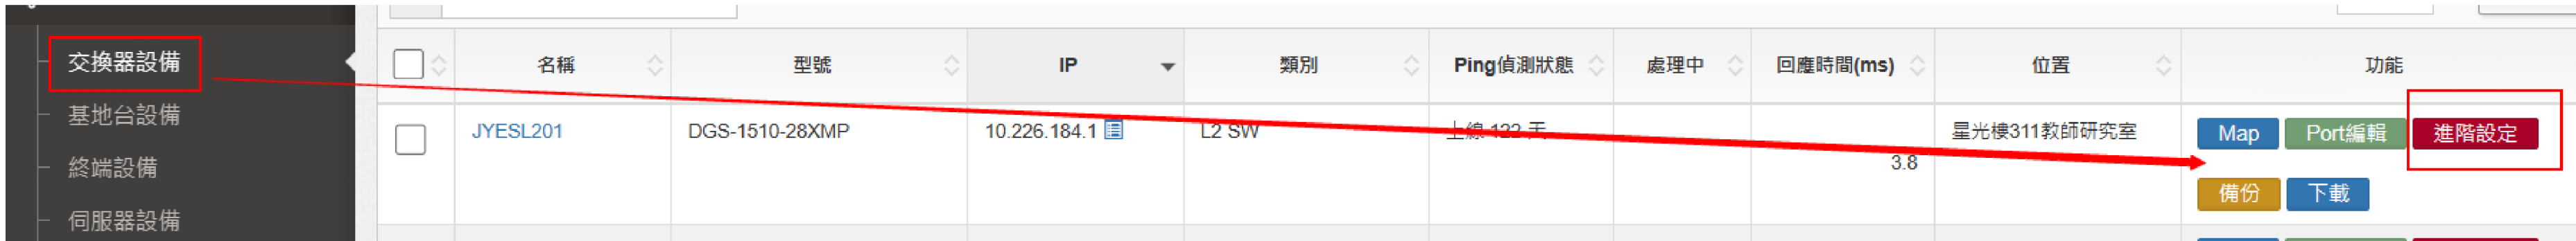 交換器設備
基地台設備
終端設備
伺服器設備
名稱 型號 IP 類別 Ping偵測狀態 處理中 回應時間(ms) 位置 功能
JYESL201 DGS-1510-28XMP 10.226.184.1 L2 SW 上線 122 天 3.8 星光樓311教師研究室 Map Port編輯 進階設定
備份 下載